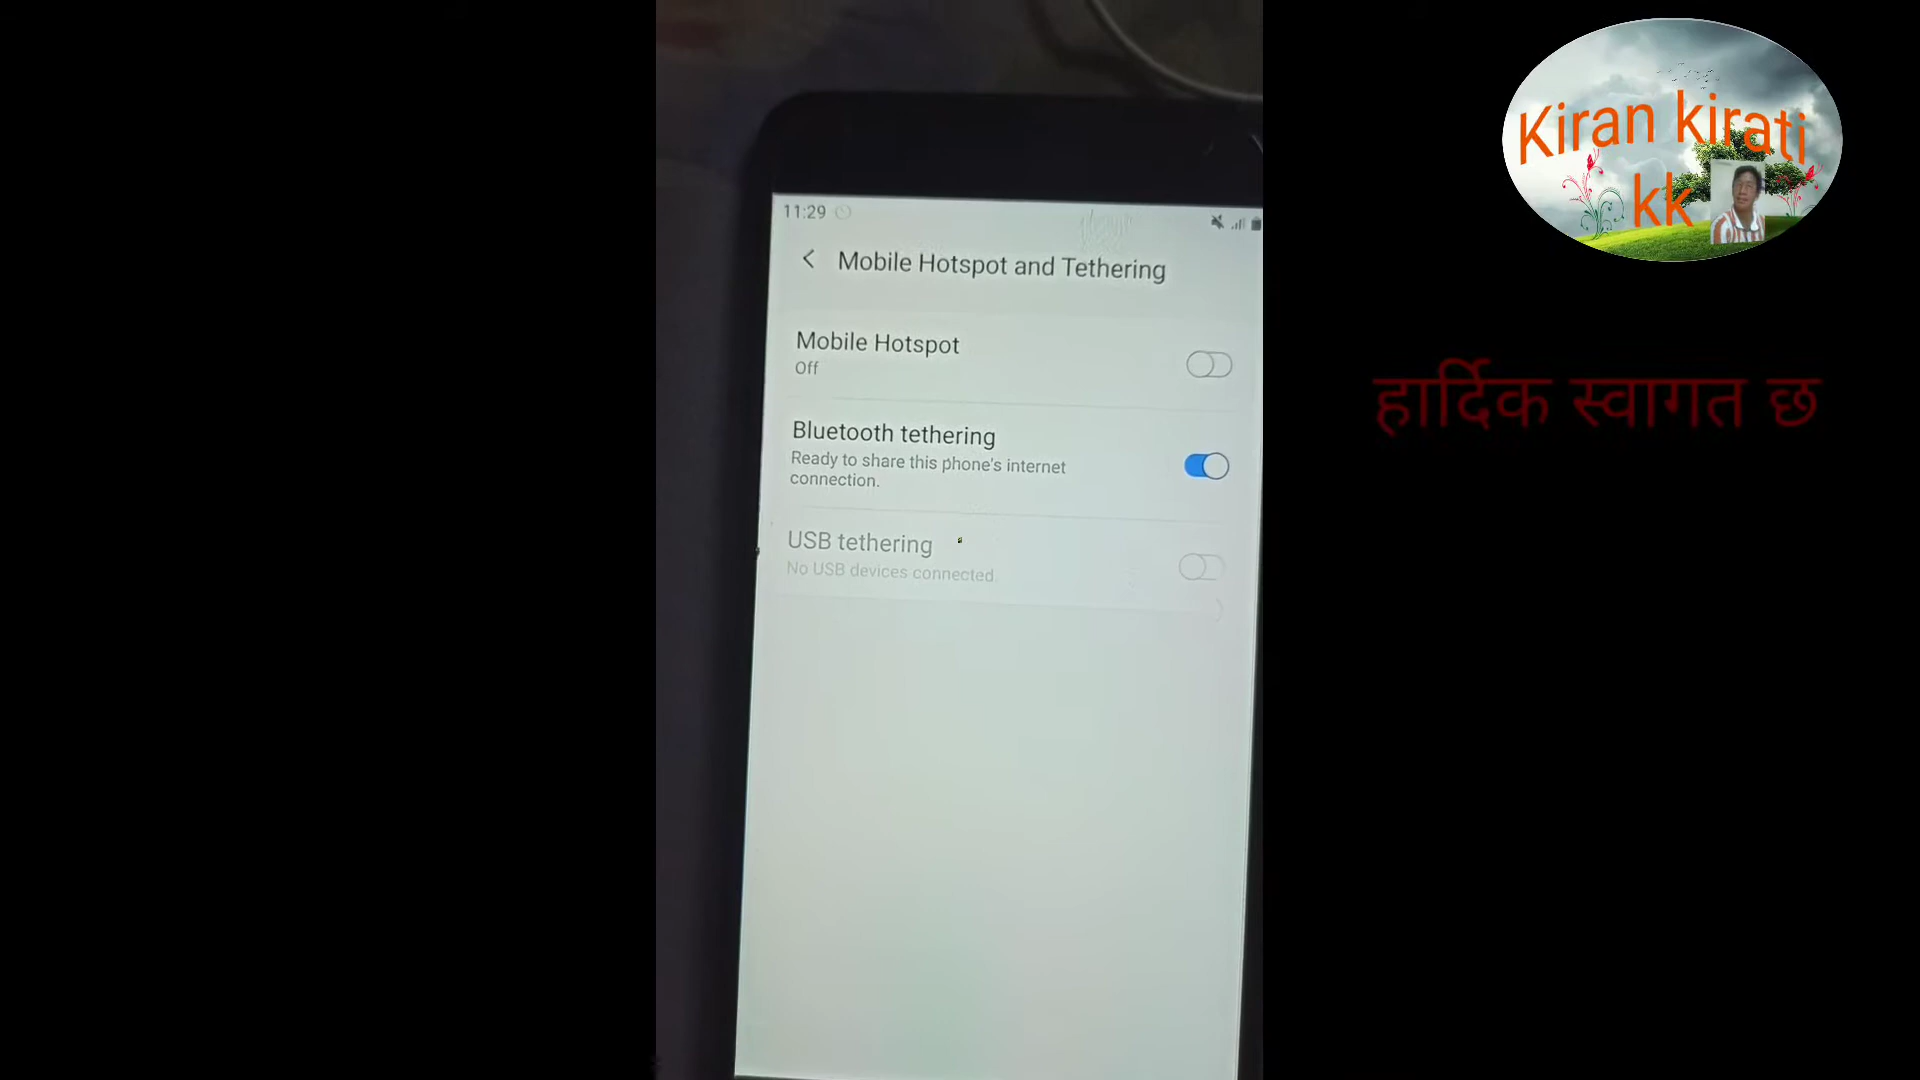 11:29
Mobile Hotspot and Tethering
Mobile Hotspot
Off
Bluetooth tethering
Ready to share this phone's internet
connection.
USB tethering
No USB devices connected.
Kiran kirati
kk
हार्दिक स्वागत छ